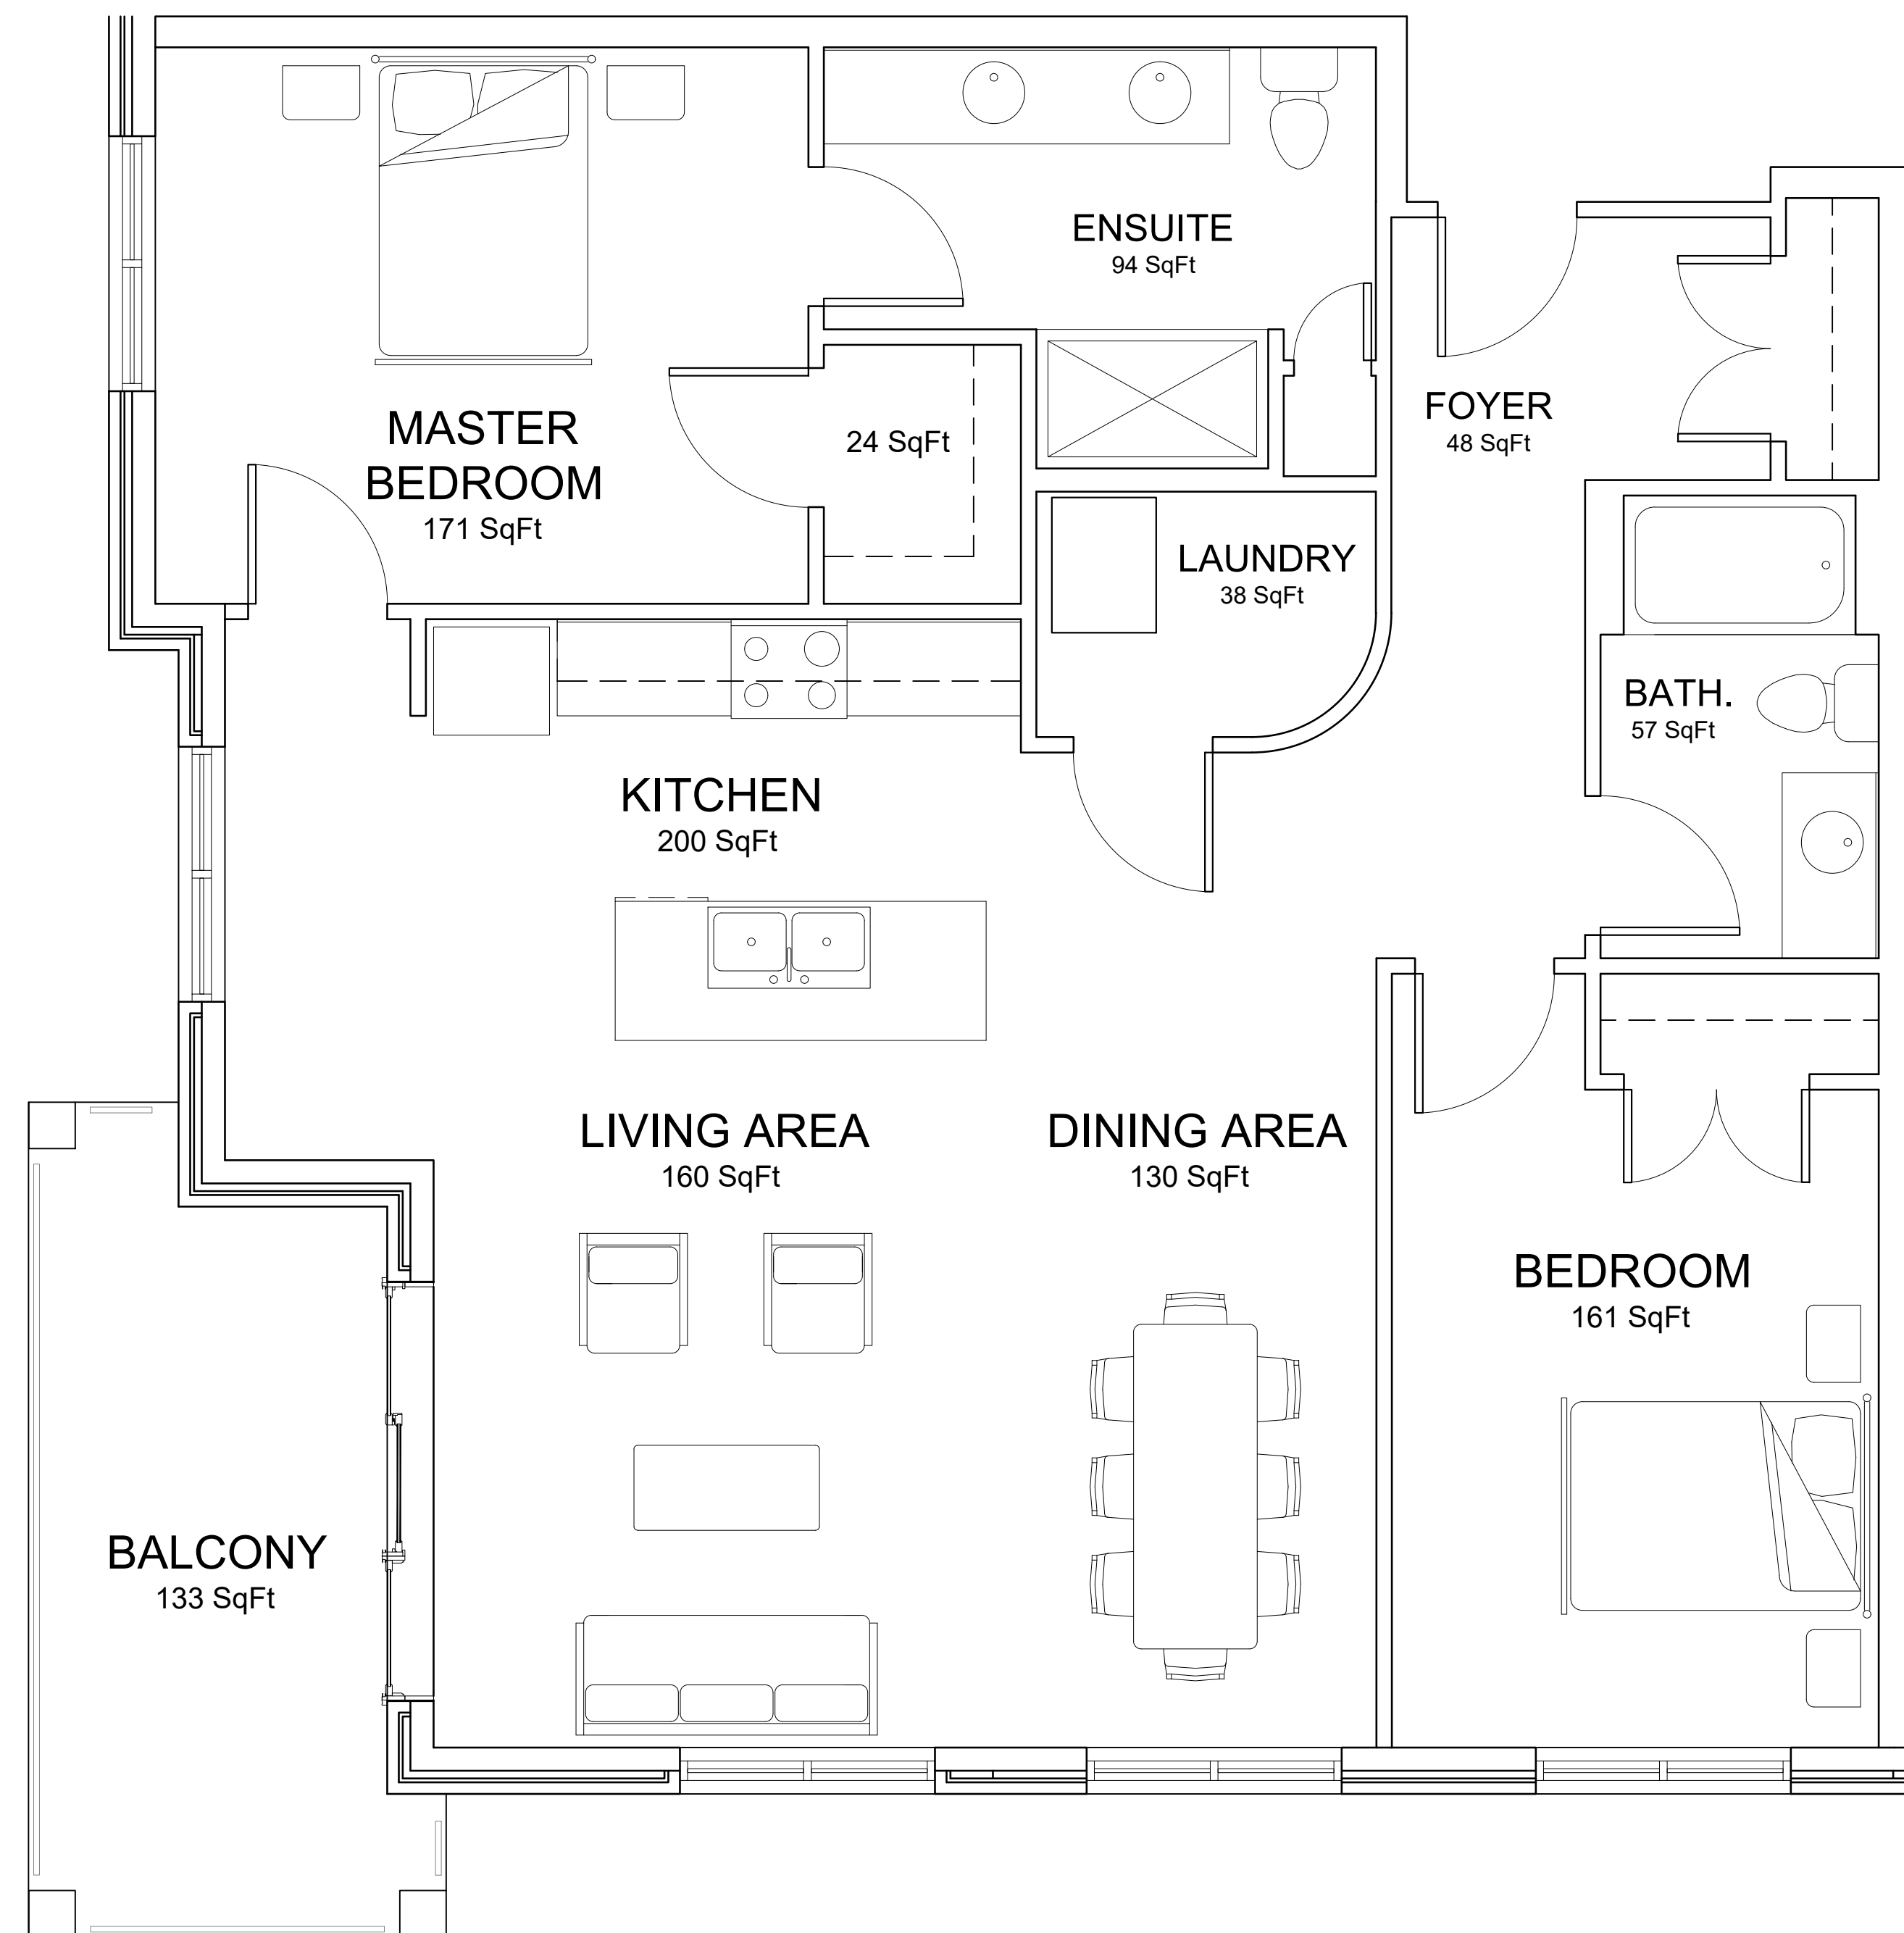 ENSUITE
94 SqFt
MASTER
BEDROOM
171 SqFt
24 SqFt
FOYER
48 SqFt
LAUNDRY
38 SqFt
BATH.
57 SqFt
KITCHEN
200 SqFt
LIVING AREA
160 SqFt
DINING AREA
130 SqFt
BEDROOM
161 SqFt
BALCONY
133 SqFt